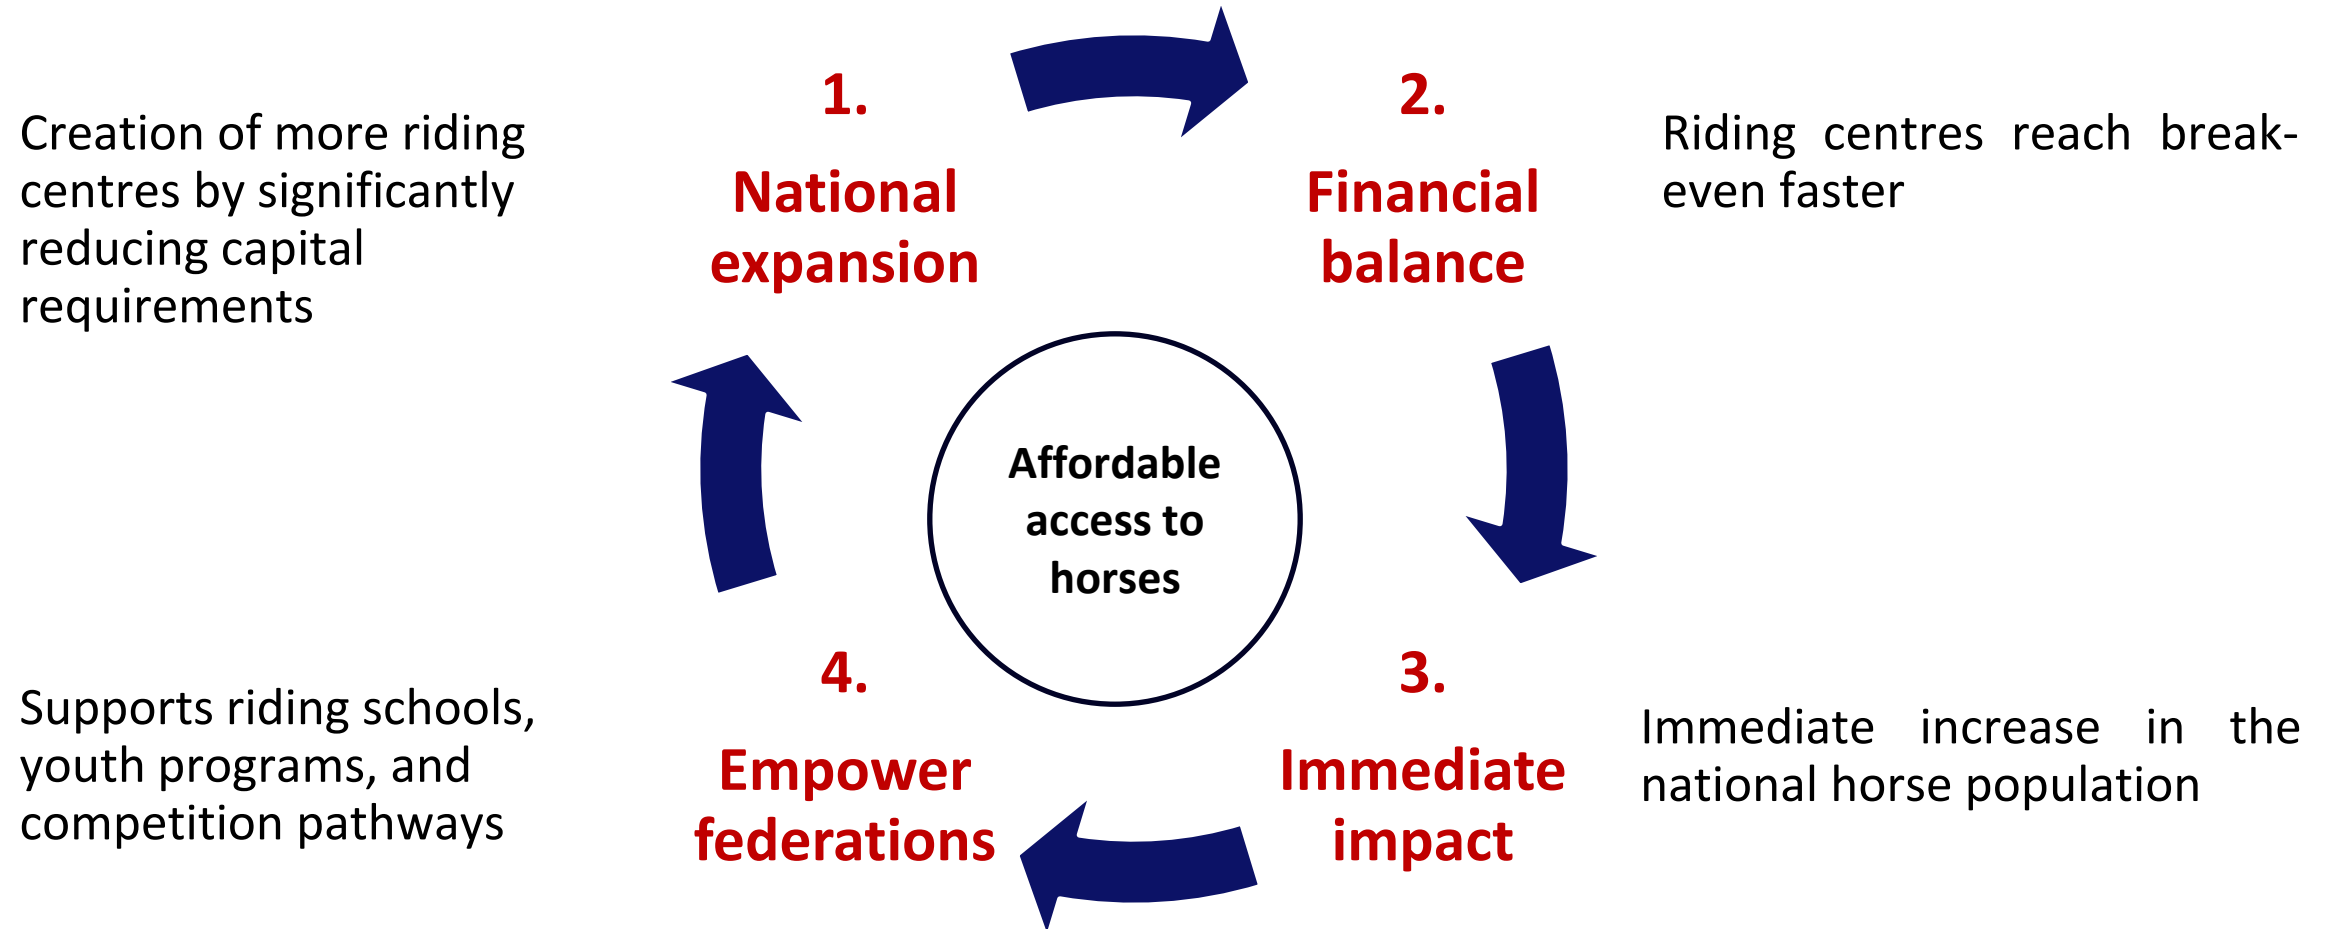 1.
National
expansion
Creation of more riding
centres by significantly
reducing capital
requirements
2.
Financial
balance
Riding centres reach break-
even faster
Affordable
access to
horses
3.
Immediate
impact
Immediate increase in the
national horse population
4.
Empower
federations
Supports riding schools,
youth programs, and
competition pathways